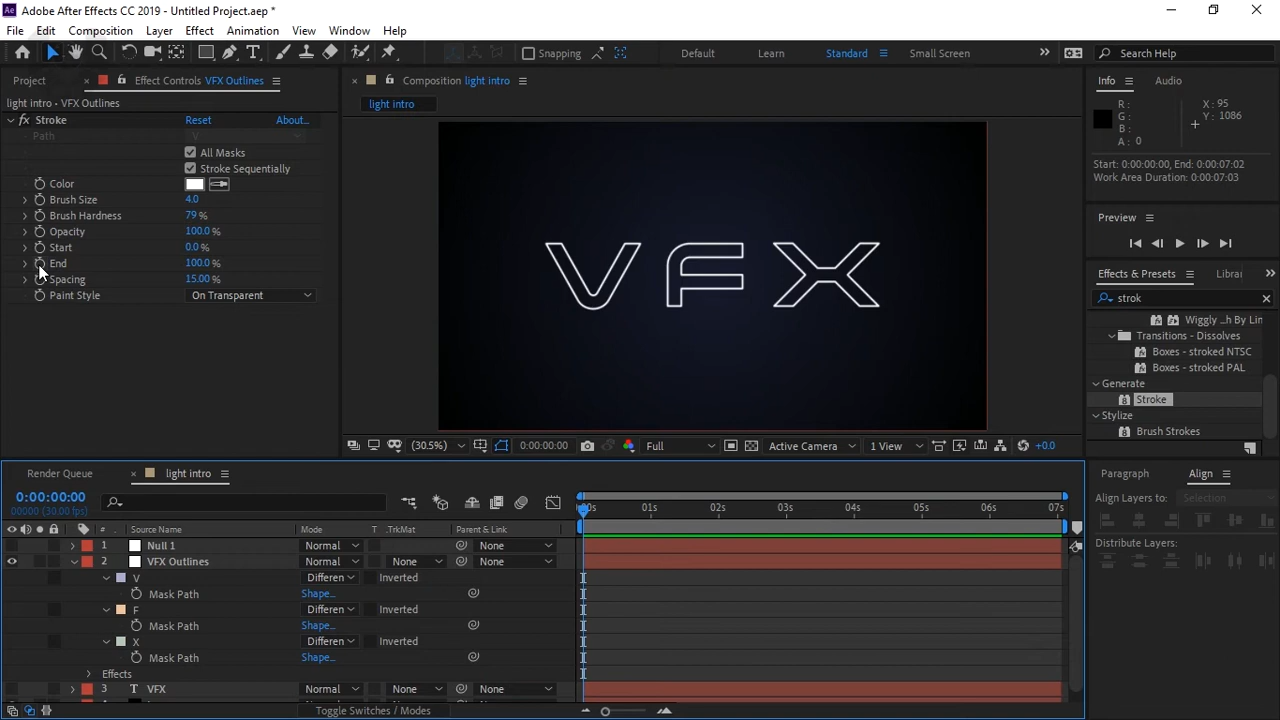 Adobe After Effects CC 2019 - Untitled Project.aep *
File Edit Composition Layer Effect Animation View Window Help
Snapping Default Learn Standard Small Screen Search Help
Project Effect Controls VFX Outlines
light intro • VFX Outlines
fx Stroke Reset About...
Path V
All Masks
Stroke Sequentially
Color
Brush Size 4.0
Brush Hardness 79 %
Opacity 100.0 %
Start 0.0 %
End 100.0 %
Spacing 15.00 %
Paint Style On Transparent
Composition light intro
light intro
VFX
(30.5%) 0:00:00:00 Full Active Camera 1 View +0.0
Info Audio
R : X : 95
G : Y : 1086
B :
A : 0
Start: 0:00:00:00, End: 0:00:07:02
Work Area Duration: 0:00:07:03
Preview
Effects & Presets Librar
strok
Wiggly ...h By Lin
Transitions - Dissolves
Boxes - stroked NTSC
Boxes - stroked PAL
Generate
Stroke
Stylize
Brush Strokes
Render Queue light intro
0:00:00:00
00000 (30.00 fps)
00s 01s 02s 03s 04s 05s 06s 07s
# Source Name Mode T .TrkMat Parent & Link
1 Null 1 Normal None
2 VFX Outlines Normal None None
V Differen Inverted
Mask Path Shape...
F Differen Inverted
Mask Path Shape...
X Differen Inverted
Mask Path Shape...
Effects
3 T VFX Normal None None
Toggle Switches / Modes
Paragraph Align
Align Layers to: Selection
Distribute Layers: